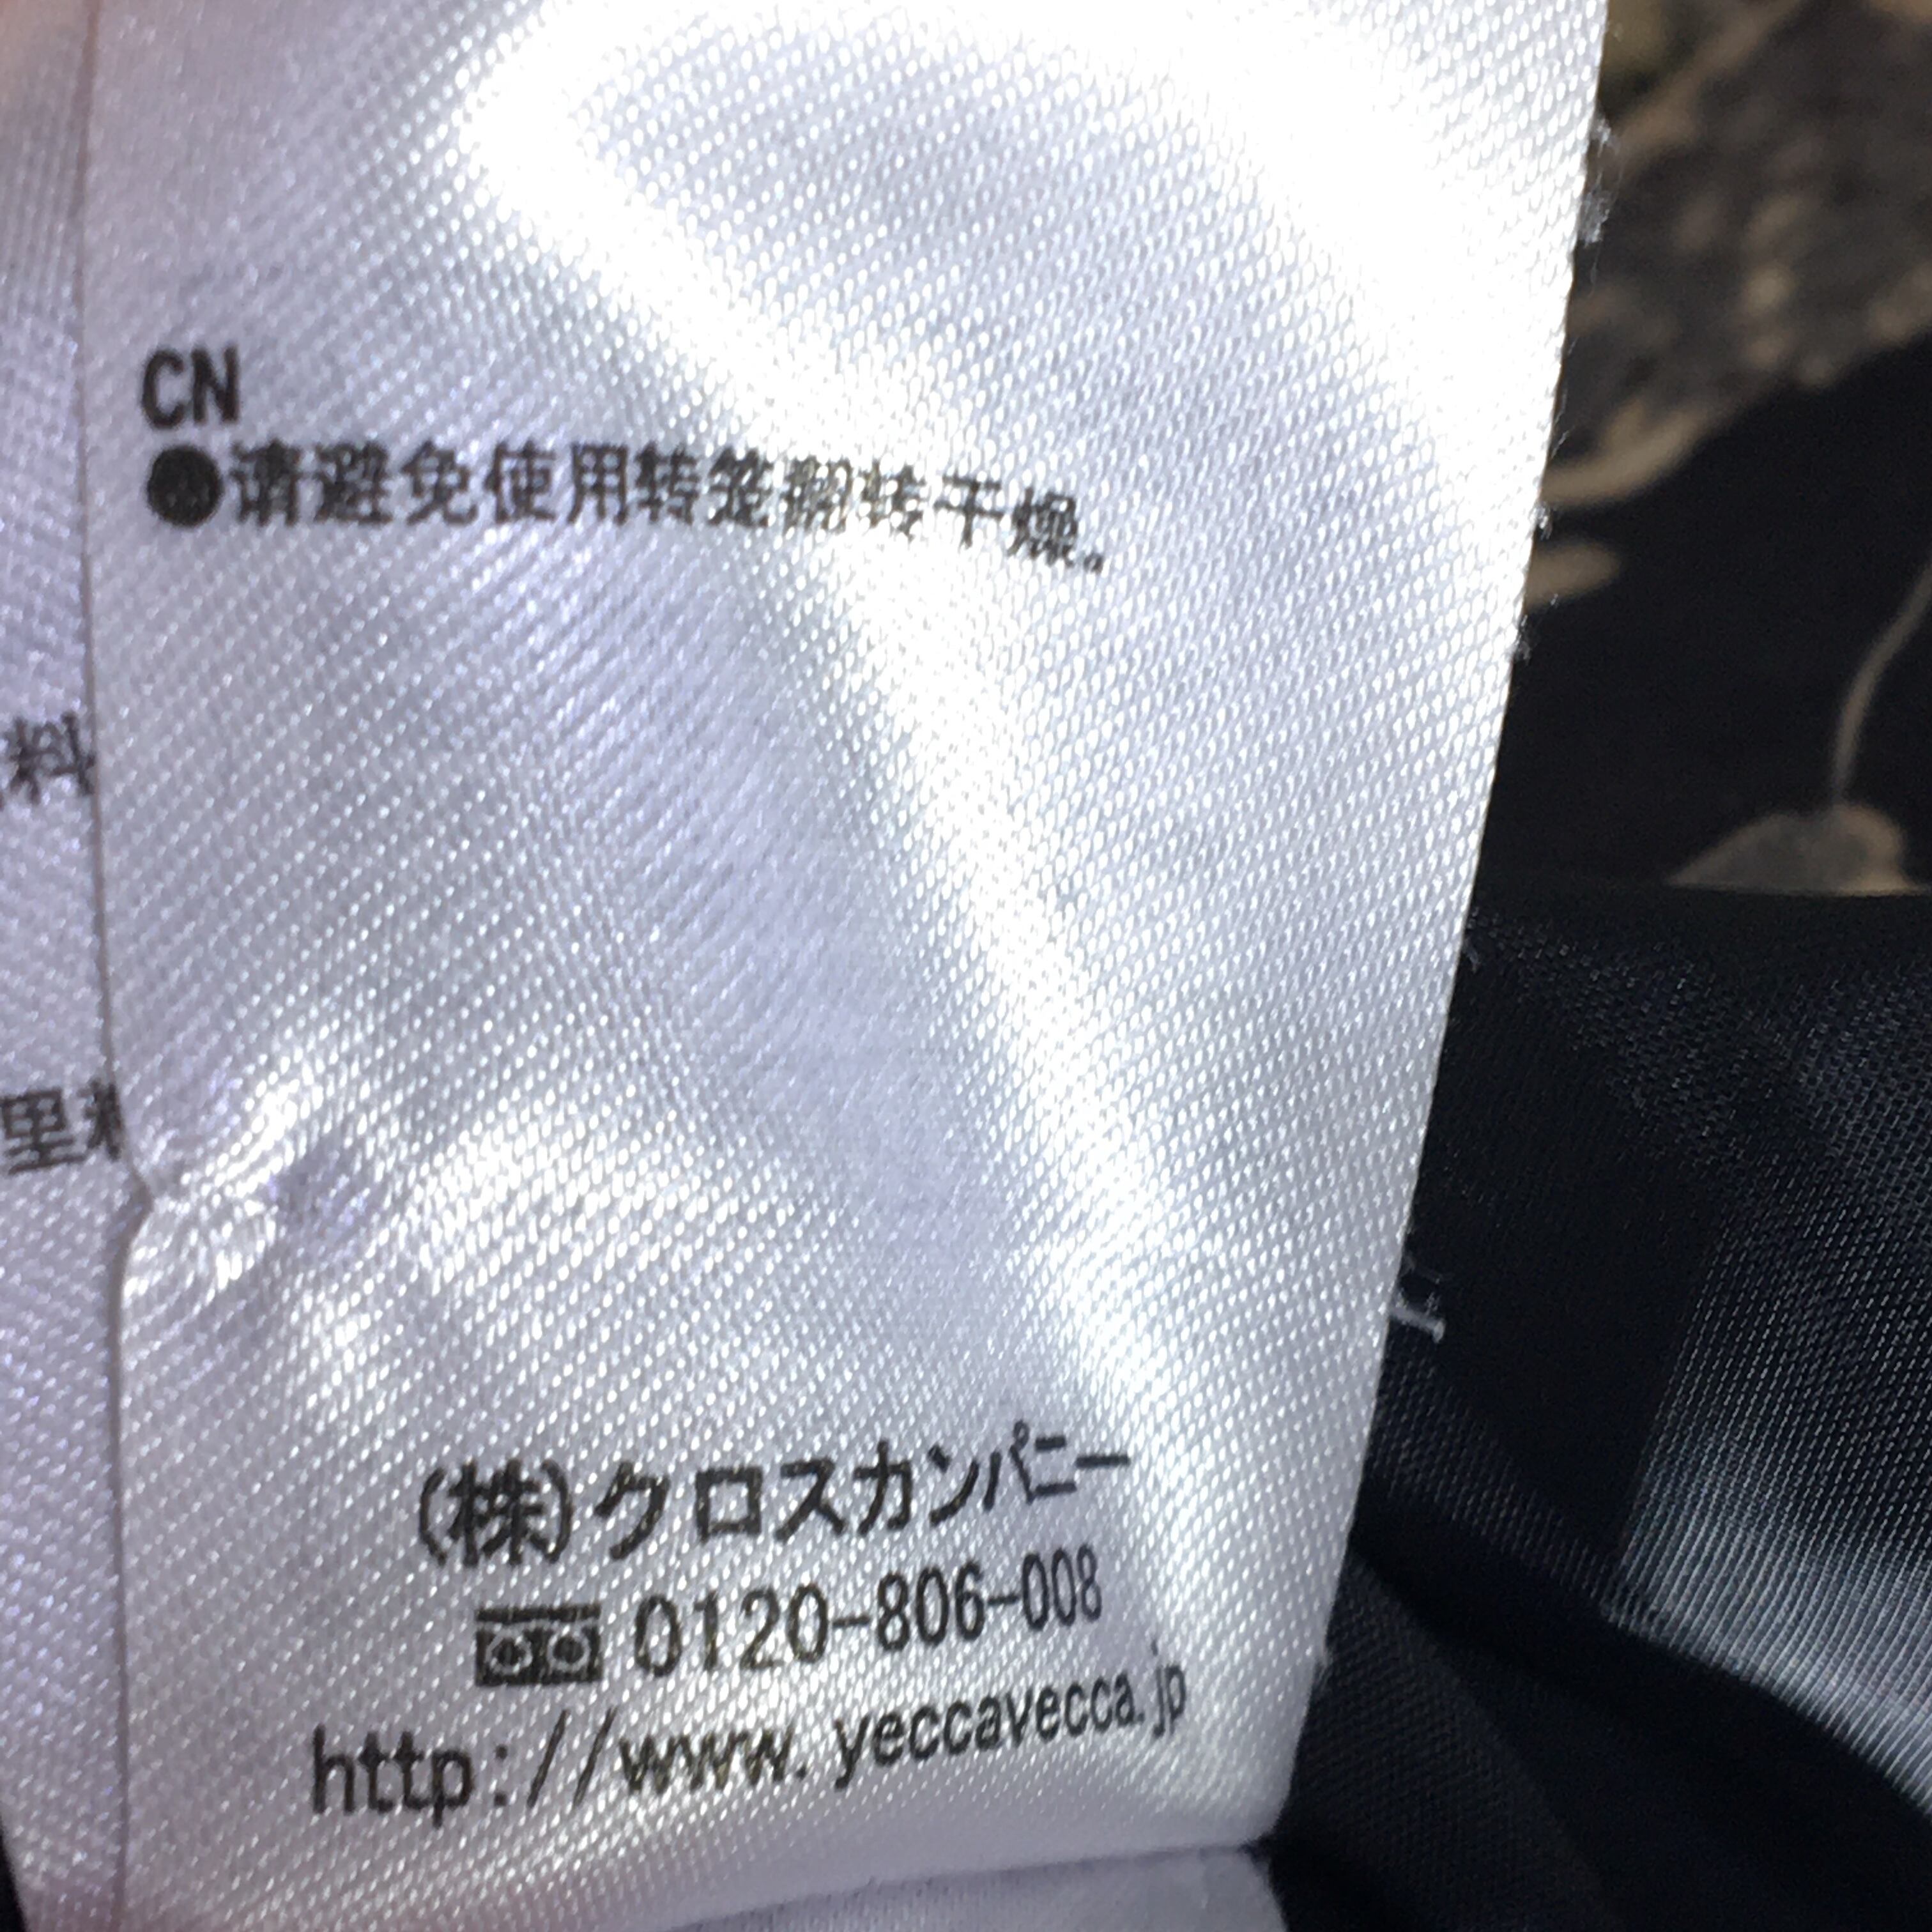 CN
●请避免使用转笼翻转干燥。
料
里料
(株)クロスカンパニー
0120-806-008
http://www.yeccavecca.jp